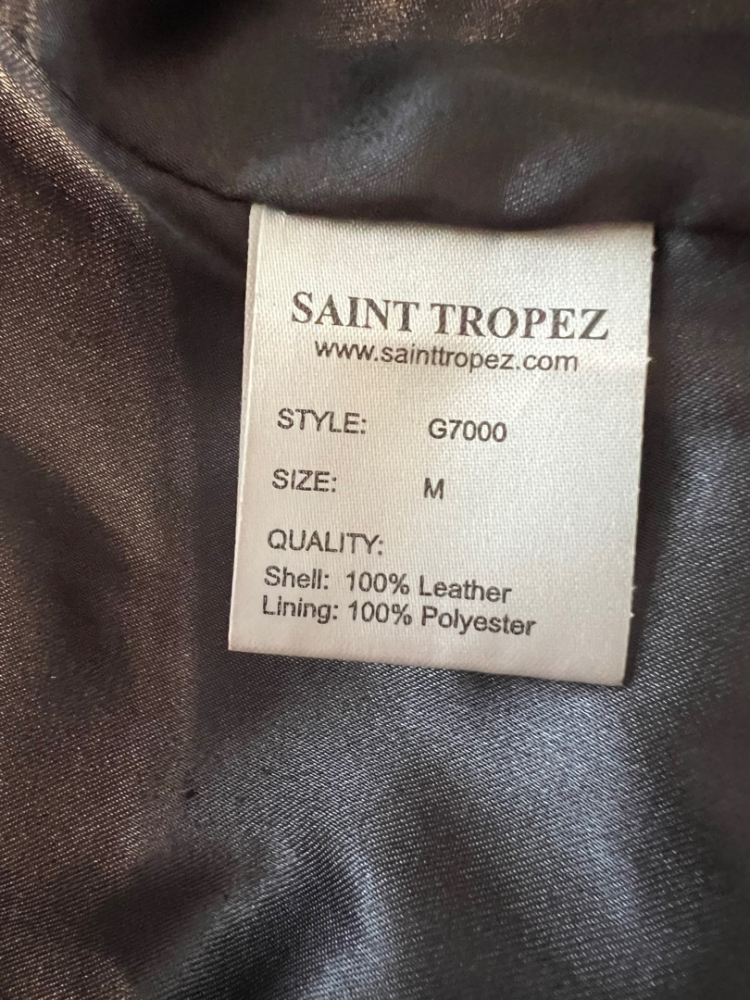 SAINT TROPEZ
www.sainttropez.com
STYLE: G7000
SIZE: M
QUALITY:
Shell: 100% Leather
Lining: 100% Polyester